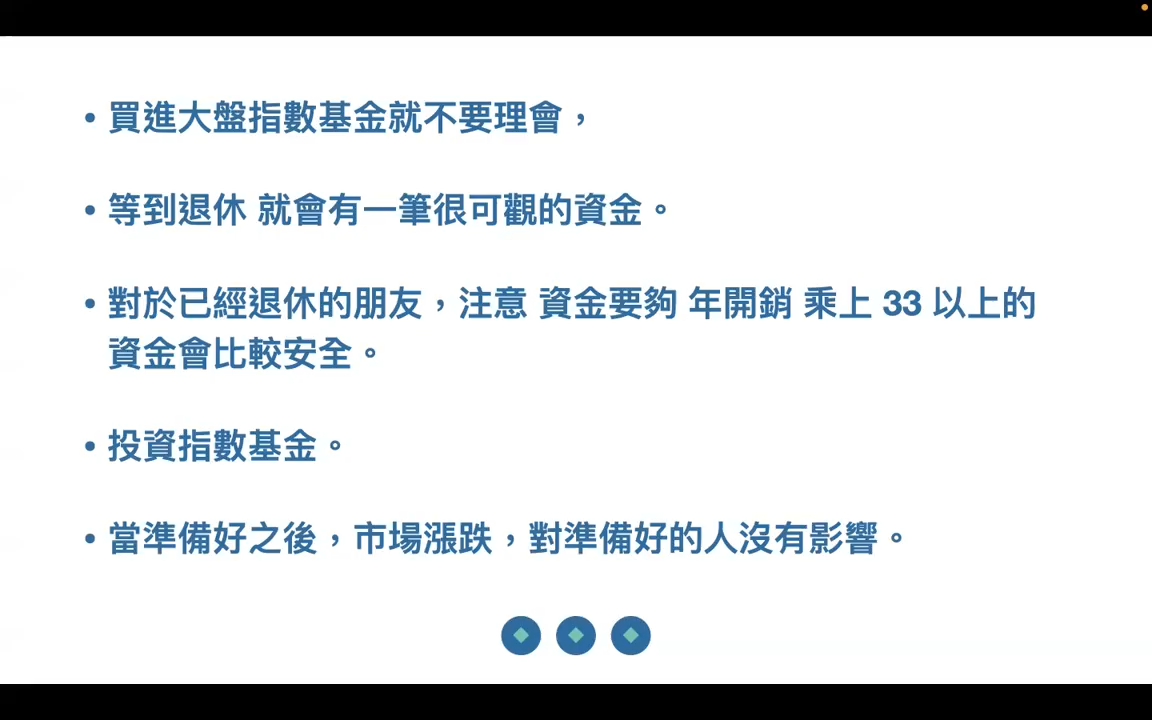 • 買進大盤指數基金就不要理會，
• 等到退休 就會有一筆很可觀的資金。
• 對於已經退休的朋友，注意 資金要夠 年開銷 乘上 33 以上的
資金會比較安全。
• 投資指數基金。
• 當準備好之後，市場漲跌，對準備好的人沒有影響。